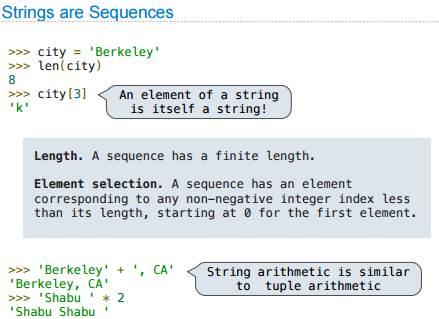 Strings are Sequences
>>> city = 'Berkeley'
>>> len(city)
8
>>> city[3]
'k'
An element of a string
is itself a string!
Length. A sequence has a finite length.
Element selection. A sequence has an element
corresponding to any non-negative integer index less
than its length, starting at 0 for the first element.
>>> 'Berkeley' + ', CA'
'Berkeley, CA'
>>> 'Shabu ' * 2
'Shabu Shabu '
String arithmetic is similar
to tuple arithmetic